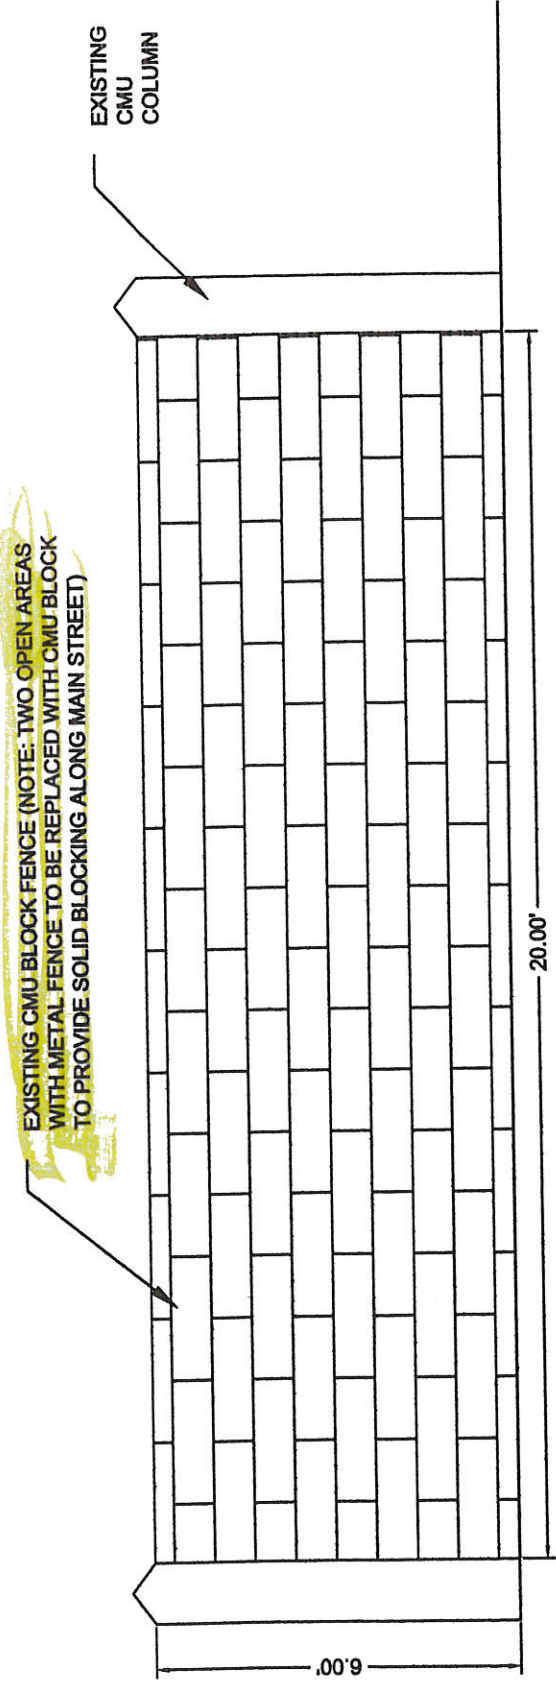 EXISTING CMU BLOCK FENCE (NOTE: TWO OPEN AREAS
WITH METAL FENCE TO BE REPLACED WITH CMU BLOCK
TO PROVIDE SOLID BLOCKING ALONG MAIN STREET)
EXISTING
CMU
COLUMN
6.00'
20.00'